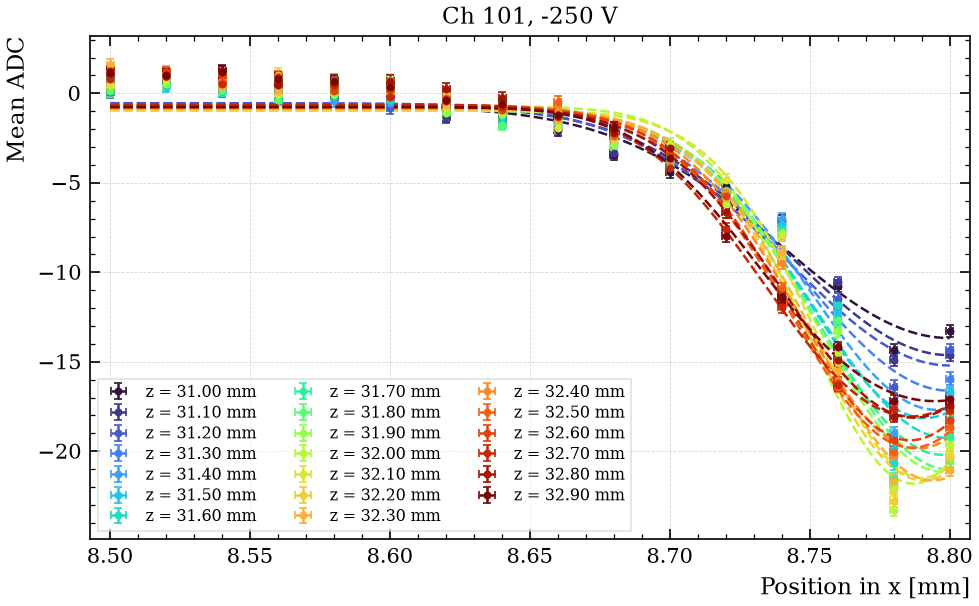 Ch 101, -250 V
Mean ADC
0
−5
−10
−15
−20
z = 31.00 mm
z = 31.10 mm
z = 31.20 mm
z = 31.30 mm
z = 31.40 mm
z = 31.50 mm
z = 31.60 mm
z = 31.70 mm
z = 31.80 mm
z = 31.90 mm
z = 32.00 mm
z = 32.10 mm
z = 32.20 mm
z = 32.30 mm
z = 32.40 mm
z = 32.50 mm
z = 32.60 mm
z = 32.70 mm
z = 32.80 mm
z = 32.90 mm
8.50 8.55 8.60 8.65 8.70 8.75 8.80
Position in x [mm]